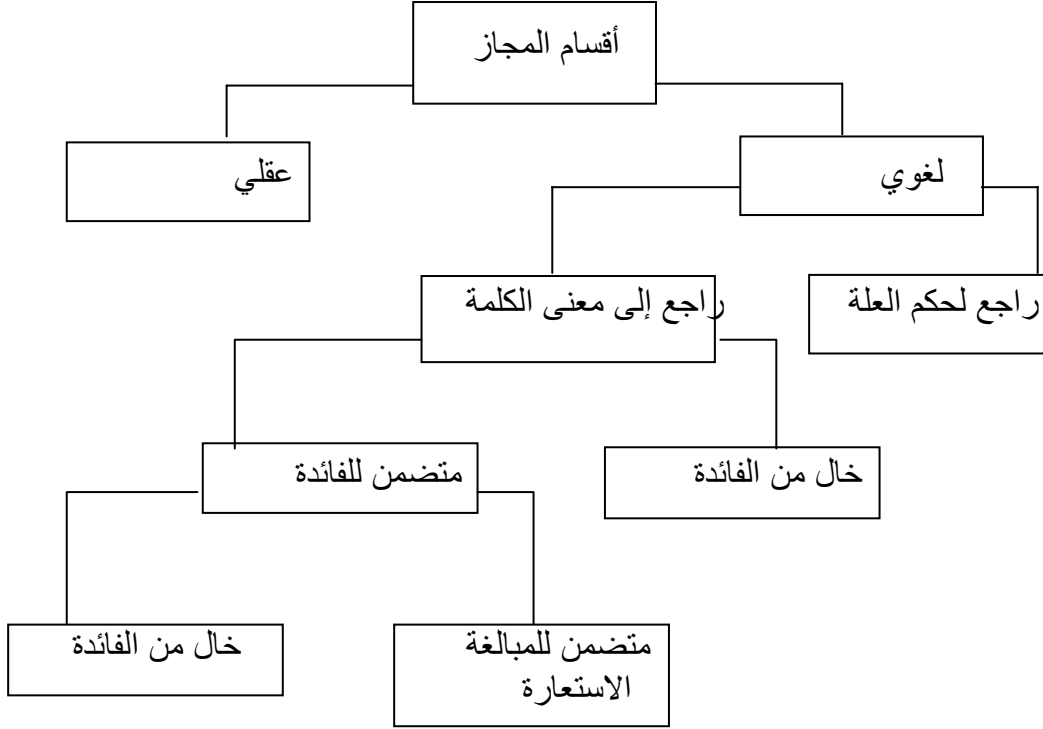 أقسام المجاز
لغوي
عقلي
راجع لحكم العلة
راجع إلى معنى الكلمة
خال من الفائدة
متضمن للفائدة
متضمن للمبالغة
الاستعارة
خال من الفائدة